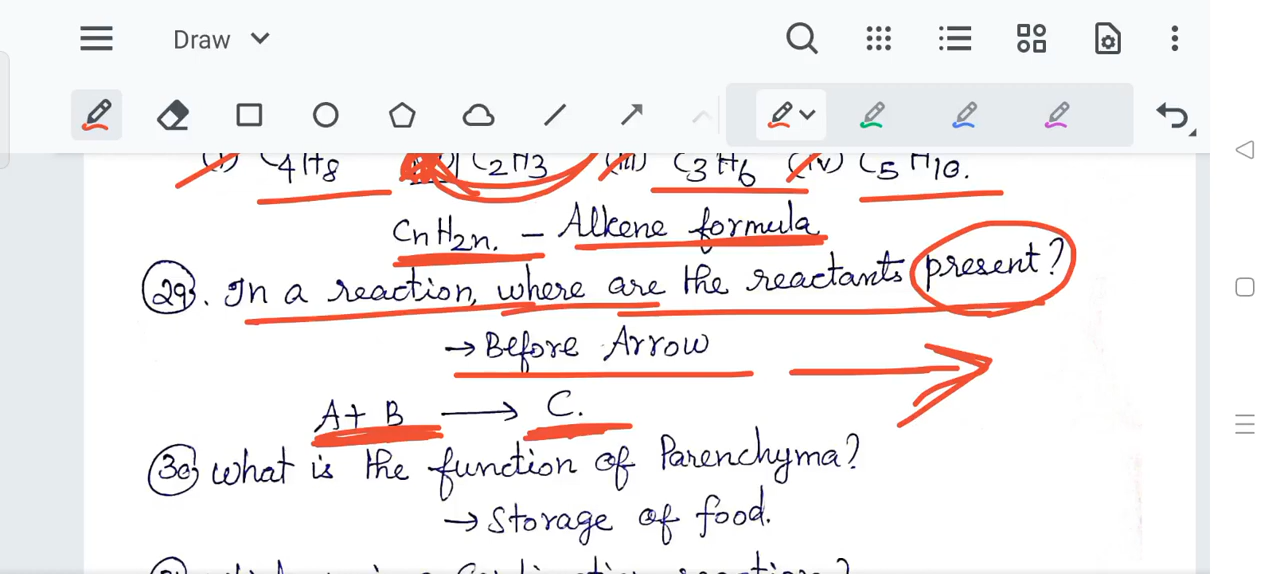 Draw
C4H8 C2H3 (iii) C3H6 (iv) C5H10.
CnH2n. – Alkene formula
29. In a reaction, where are the reactants present?
→ Before Arrow
A + B → C.
30 What is the function of Parenchyma?
→ Storage of food.